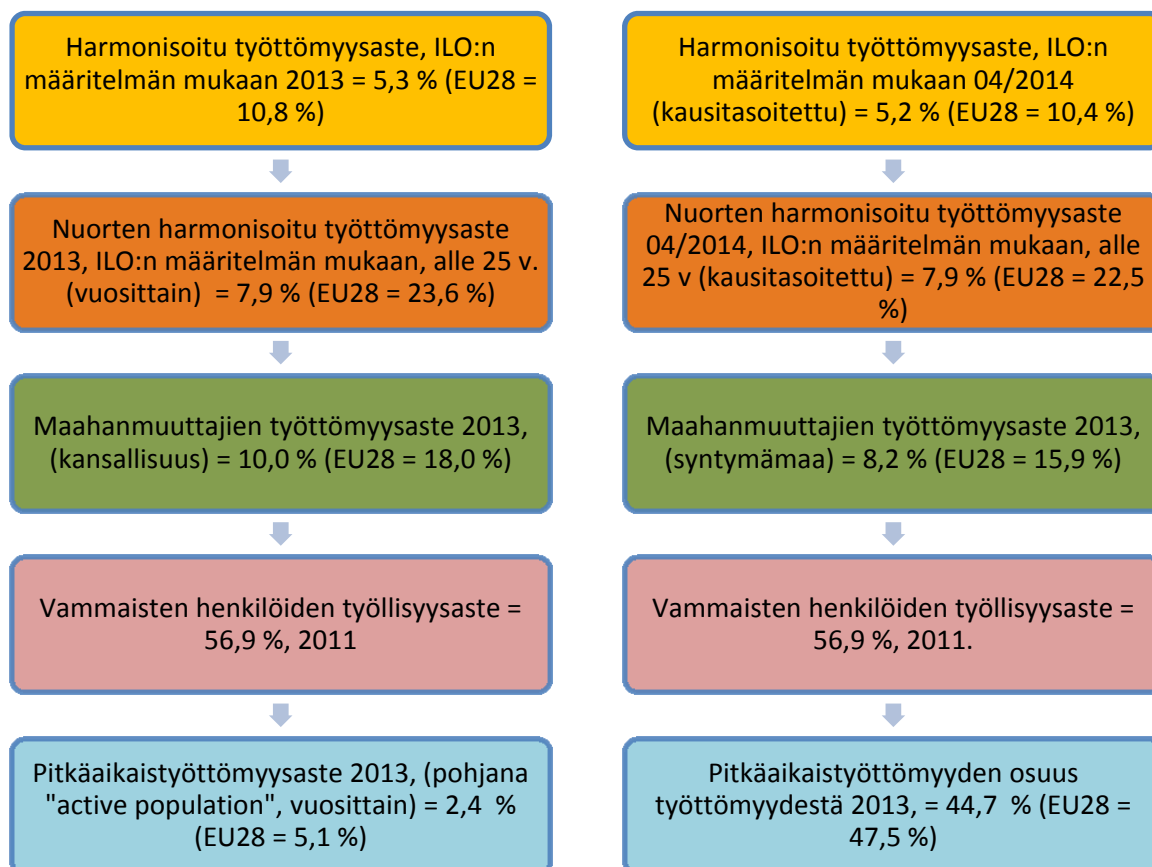 Harmonisoitu työttömyysaste, ILO:n
määritelmän mukaan 2013 = 5,3 % (EU28 =
10,8 %)
Nuorten harmonisoitu työttömyysaste
2013, ILO:n määritelmän mukaan, alle 25 v.
(vuosittain) = 7,9 % (EU28 = 23,6 %)
Maahanmuuttajien työttömyysaste 2013,
(kansallisuus) = 10,0 % (EU28 = 18,0 %)
Vammaisten henkilöiden työllisyysaste =
56,9 %, 2011
Pitkäaikaistyöttömyysaste 2013, (pohjana
"active population", vuosittain) = 2,4 %
(EU28 = 5,1 %)
Harmonisoitu työttömyysaste, ILO:n
määritelmän mukaan 04/2014
(kausitasoitettu) = 5,2 % (EU28 = 10,4 %)
Nuorten harmonisoitu työttömyysaste
04/2014, ILO:n määritelmän mukaan, alle
25 v (kausitasoitettu) = 7,9 % (EU28 = 22,5
%)
Maahanmuuttajien työttömyysaste 2013,
(syntymämaa) = 8,2 % (EU28 = 15,9 %)
Vammaisten henkilöiden työllisyysaste =
56,9 %, 2011.
Pitkäaikaistyöttömyyden osuus
työttömyydestä 2013, = 44,7 % (EU28 =
47,5 %)